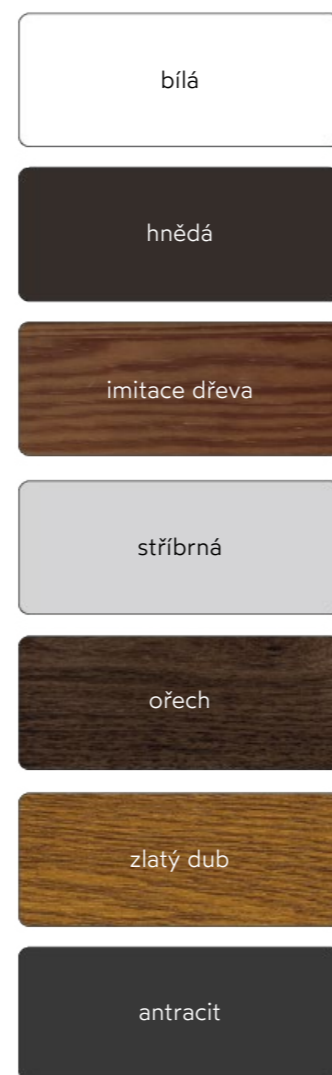 bílá
hnědá
imitace dřeva
stříbrná
ořech
zlatý dub
antracit